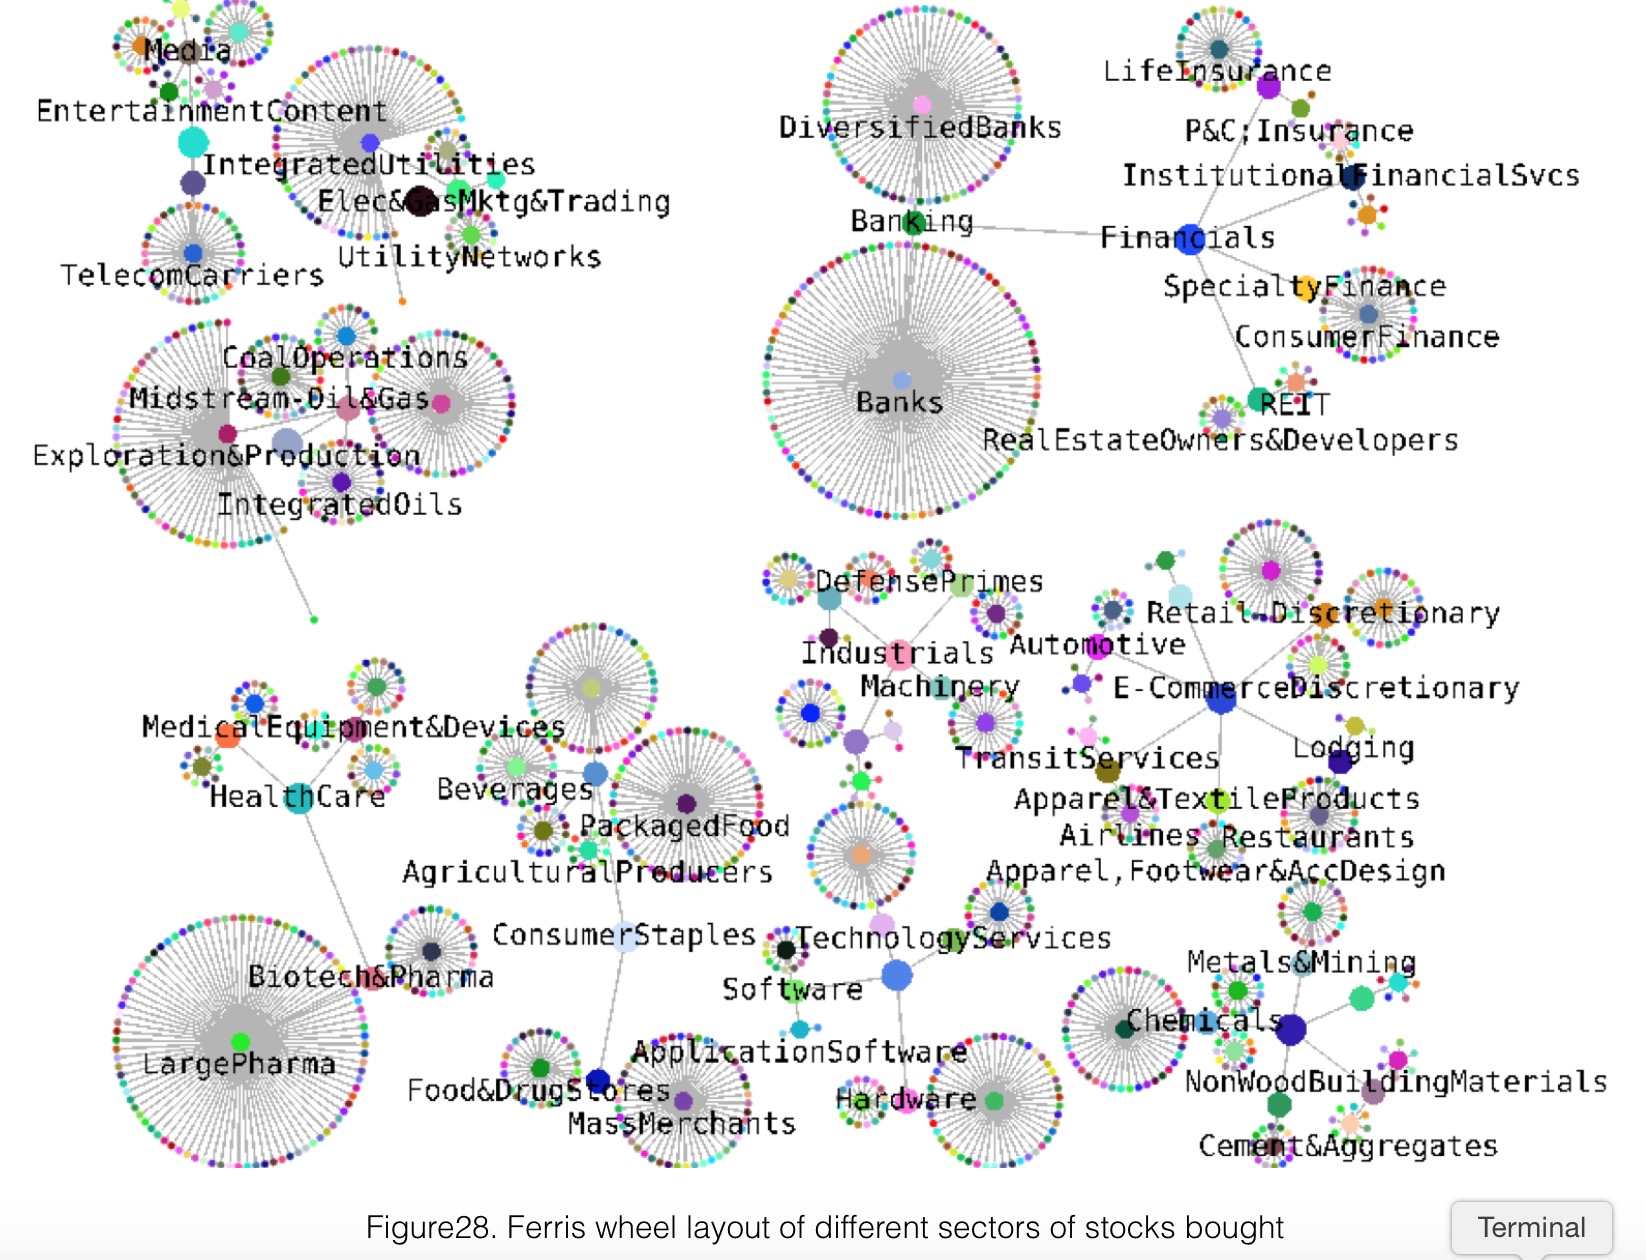 Media
EntertainmentContent
IntegratedUtilities
Elec&GasMktg&Trading
UtilityNetworks
TelecomCarriers
CoalOperations
Midstream-Oil&Gas
Exploration&Production
IntegratedOils
DiversifiedBanks
Banking
Banks
LifeInsurance
P&C;Insurance
InstitutionalFinancialSvcs
Financials
SpecialtyFinance
ConsumerFinance
REIT
RealEstateOwners&Developers
MedicalEquipment&Devices
HealthCare
Biotech&Pharma
LargePharma
Beverages
PackagedFood
AgriculturalProducers
ConsumerStaples
Food&DrugStores
MassMerchants
DefensePrimes
Industrials
Machinery
TransitServices
Automotive
Retail-Discretionary
E-CommerceDiscretionary
Lodging
Apparel&TextileProducts
Airlines
Restaurants
Apparel,Footwear&AccDesign
TechnologyServices
Software
ApplicationSoftware
Hardware
Metals&Mining
Chemicals
NonWoodBuildingMaterials
Cement&Aggregates
Figure28. Ferris wheel layout of different sectors of stocks bought
Terminal